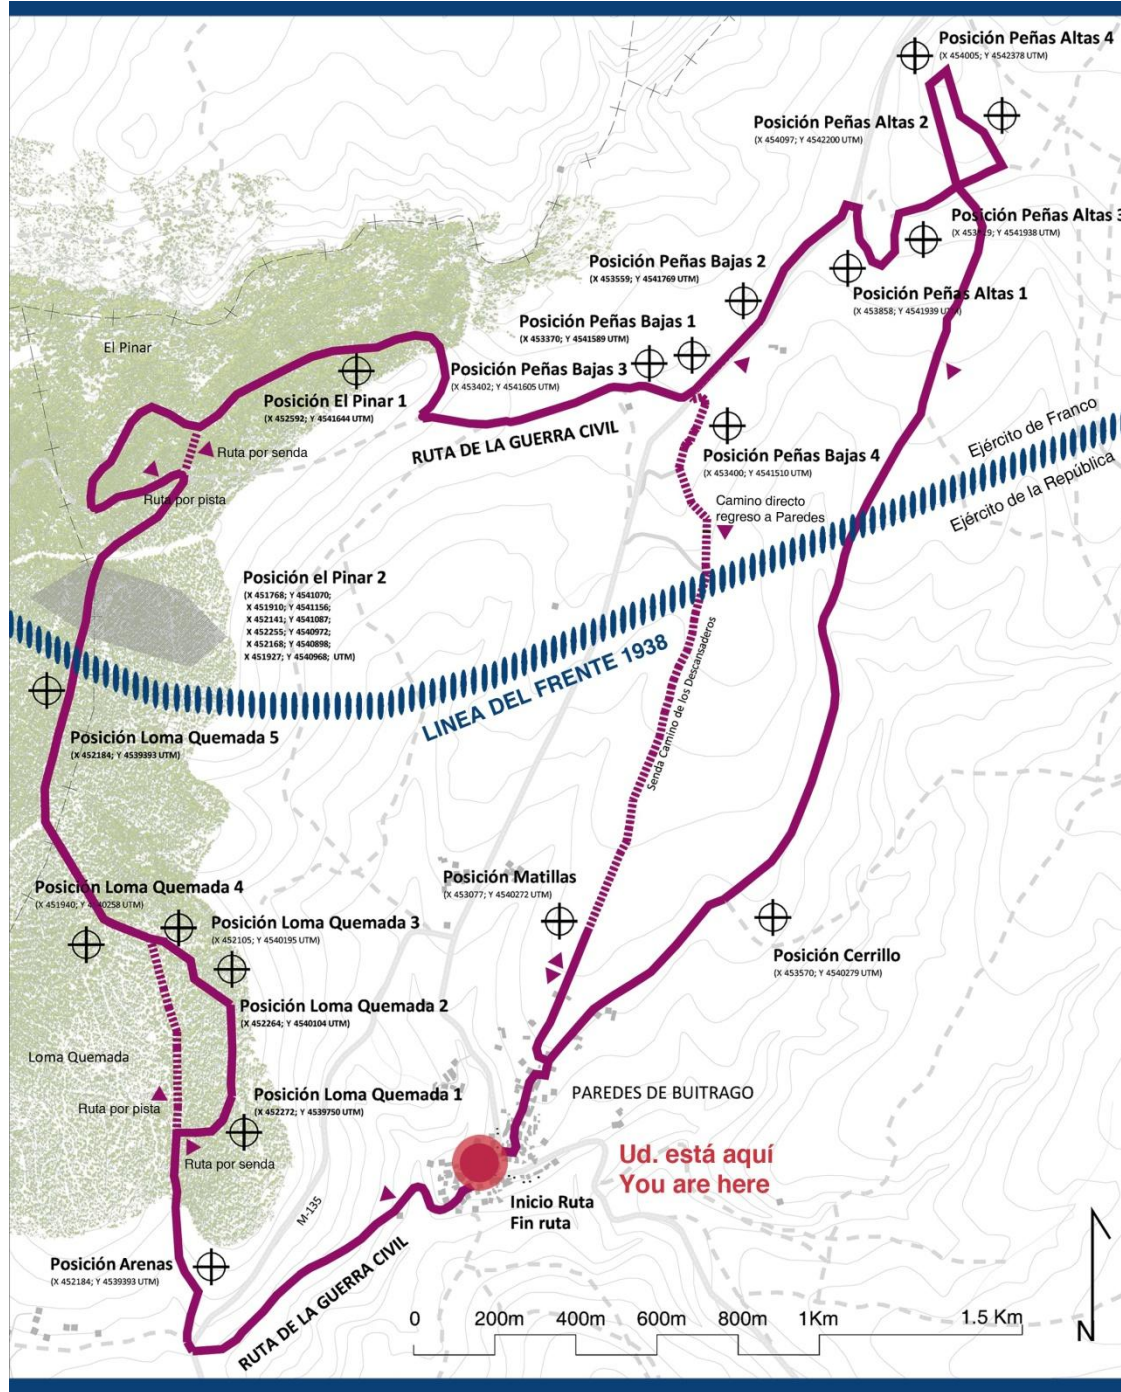 Posición Peñas Altas 4
(X 454005; Y 4542378 UTM)
Posición Peñas Altas 2
(X 454097; Y 4542200 UTM)
Posición Peñas Altas 3
4541938 UTM)
Posición Peñas Bajas 2
(X 453559; Y 4541769 UTM)
Posición Peñas Altas 1
(X 453858; Y 4541939 UTM)
Posición Peñas Bajas 1
(X 453370; Y 4541589 UTM)
El Pinar
Posición Peñas Bajas 3
(X 453402; Y 4541605 UTM)
Posición El Pinar 1
(X 452592; Y 4541644 UTM)
RUTA DE LA GUERRA CIVIL
Ejército de Franco
Ejército de la República
Posición Peñas Bajas 4
(X 453400; Y 4541510 UTM)
Ruta por senda
Ruta por pista
Camino directo
regreso a Paredes
Posición el Pinar 2
(X 451768; Y 4541070;
X 451910; Y 4541156;
X 452141; Y 4541087;
X 452255; Y 4540972;
X 452168; Y 4540898;
X 451927; Y 4540968; UTM)
LINEA DEL FRENTE 1938
Senda Camino de los Descansaderos
Posición Loma Quemada 5
(X 452184; Y 4539393 UTM)
Posición Matillas
(X 453077; Y 4540272 UTM)
Posición Loma Quemada 4
(X 451940; Y 4540258 UTM)
Posición Loma Quemada 3
(X 452105; Y 4540195 UTM)
Posición Cerrillo
(X 453570; Y 4540279 UTM)
Posición Loma Quemada 2
(X 452264; Y 4540104 UTM)
Loma Quemada
Posición Loma Quemada 1
(X 452272; Y 4539750 UTM)
PAREDES DE BUITRAGO
Ruta por pista
Ruta por senda
Ud. está aquí
You are here
Inicio Ruta
Fin ruta
M-135
Posición Arenas
(X 452184; Y 4539393 UTM)
RUTA DE LA GUERRA CIVIL
0 200m 400m 600m 800m 1Km 1.5 Km
N